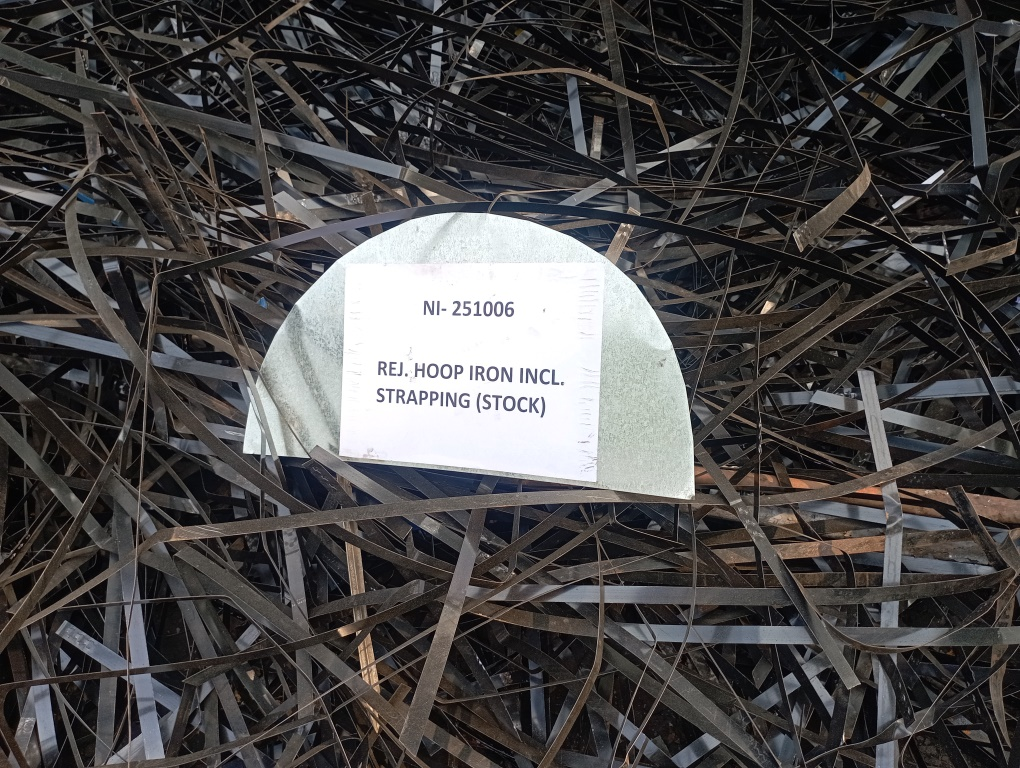 NI- 251006
REJ. HOOP IRON INCL.
STRAPPING (STOCK)